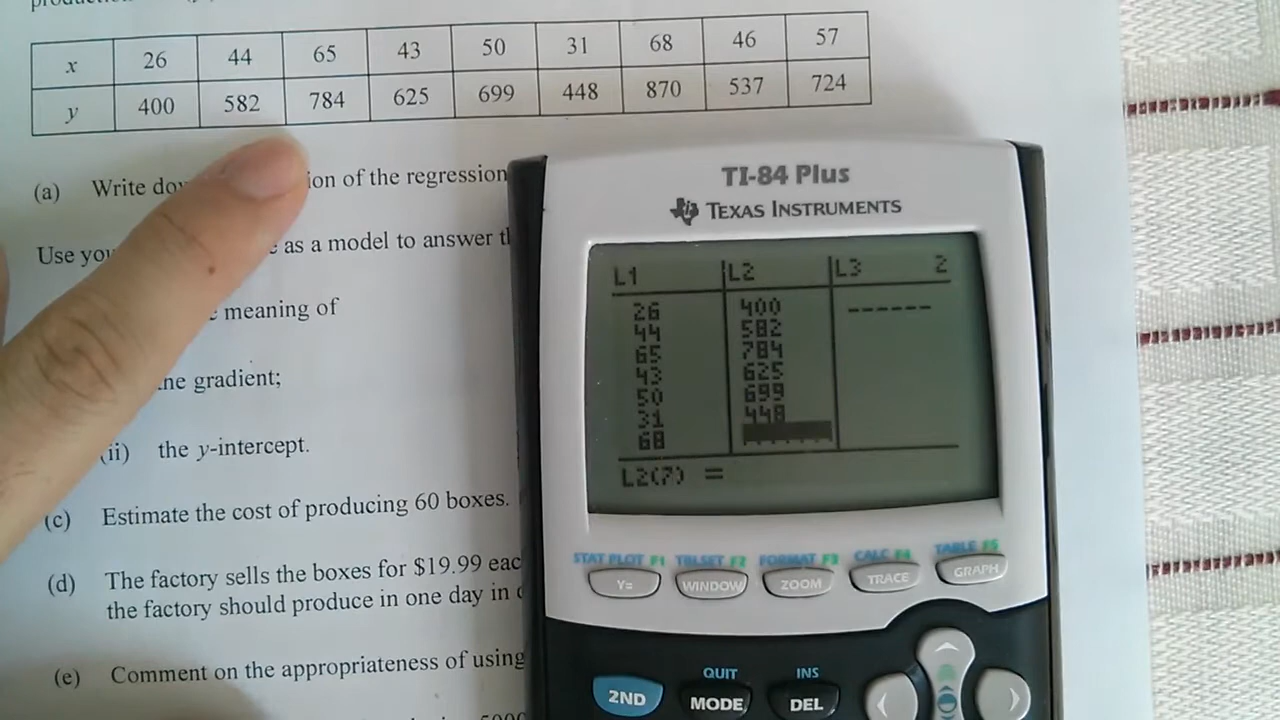 x 26 44 65 43 50 31 68 46 57
y 400 582 784 625 699 448 870 537 724
(a) Write ion of the regression
Use as a model to answer
meaning of
gradient;
(ii) the y-intercept.
(c) Estimate the cost of producing 60 boxes.
(d) The factory sells the boxes for $19.99
the factory should produce in one day in
(e) Comment on the appropriateness of using
TI-84 Plus
TEXAS INSTRUMENTS
L1 L2 L3 2
26 400 ------
44 582
65 784
43 625
50 699
31 448
68
L2(7) =
STAT PLOT F1 TBLSET F2 FORMAT F3 CALC F4 TABLE F5
Y= WINDOW ZOOM TRACE GRAPH
QUIT INS
2ND MODE DEL